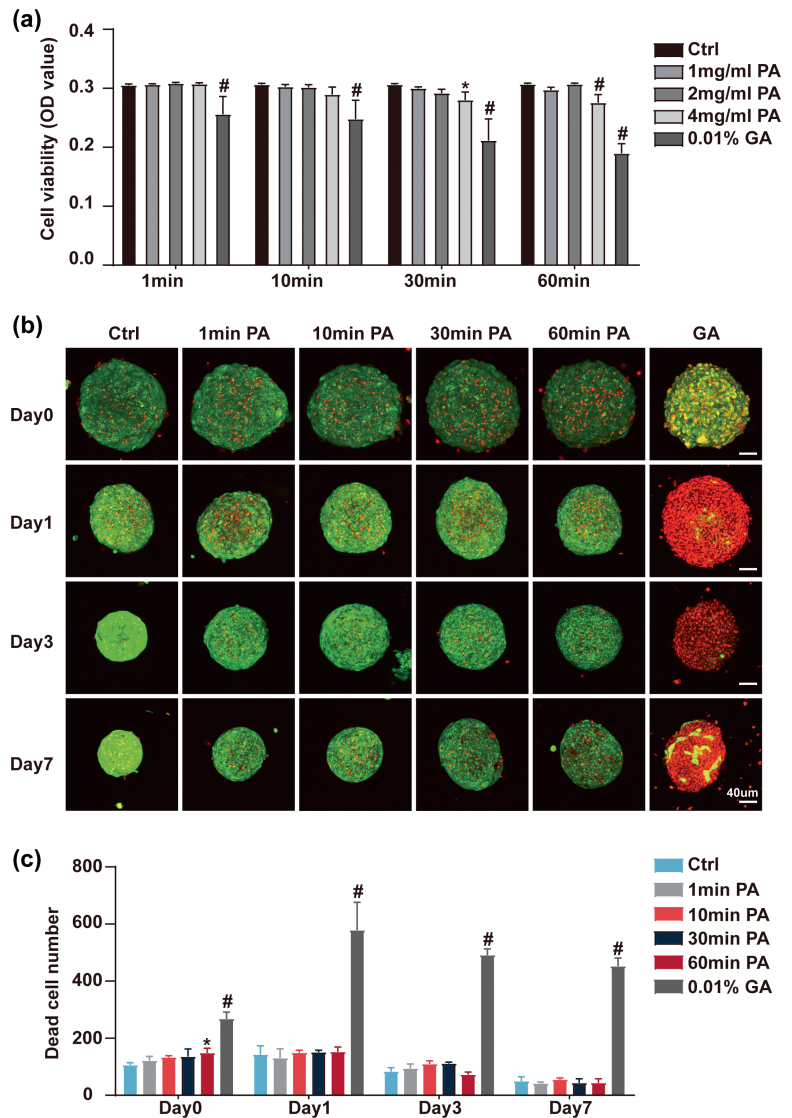 (a)
Cell viability (OD value)
0.4
0.3
0.2
0.1
0.0
#
#
*
#
#
#
1min
10min
30min
60min
Ctrl
1mg/ml PA
2mg/ml PA
4mg/ml PA
0.01% GA
(b)
Ctrl
1min PA
10min PA
30min PA
60min PA
GA
Day0
Day1
Day3
Day7
40um
(c)
Dead cell number
800
600
400
200
0
*
#
#
#
#
Day0
Day1
Day3
Day7
Ctrl
1min PA
10min PA
30min PA
60min PA
0.01% GA